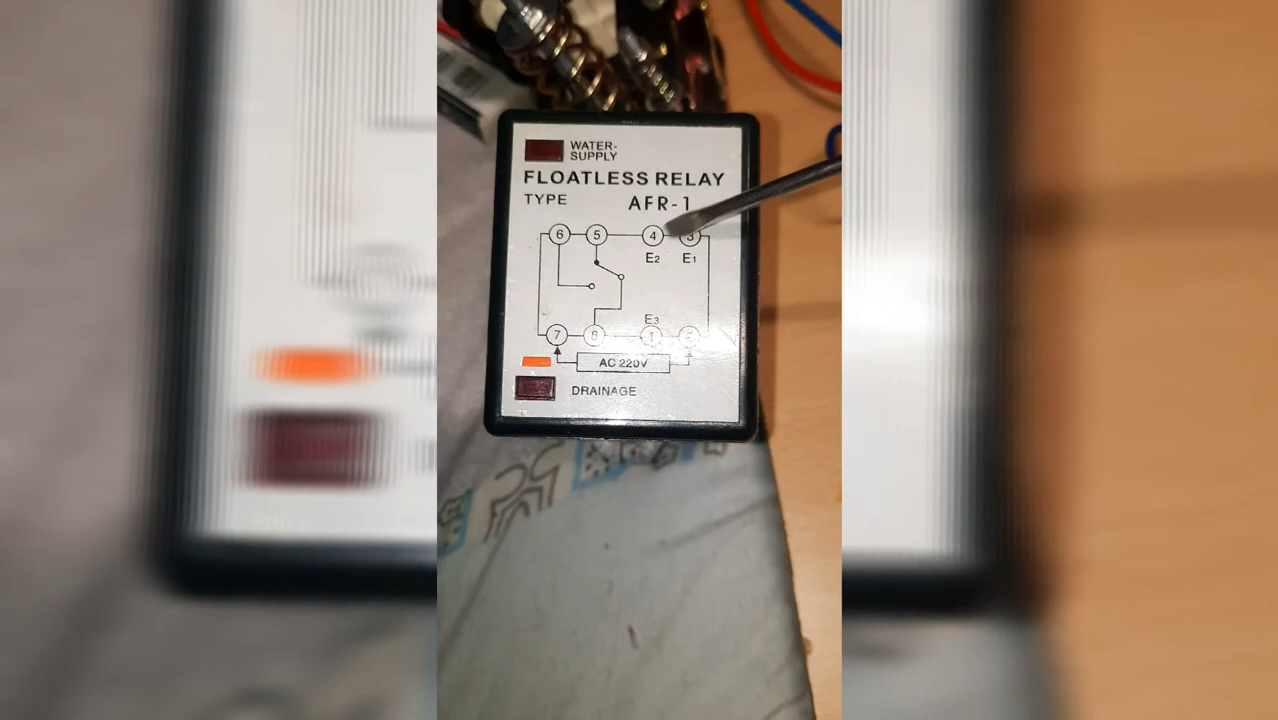 WATER-
SUPPLY
FLOATLESS RELAY
TYPE AFR-1
6 5 4 3
E2 E1
E3
7 8 1 2
AC 220V
DRAINAGE